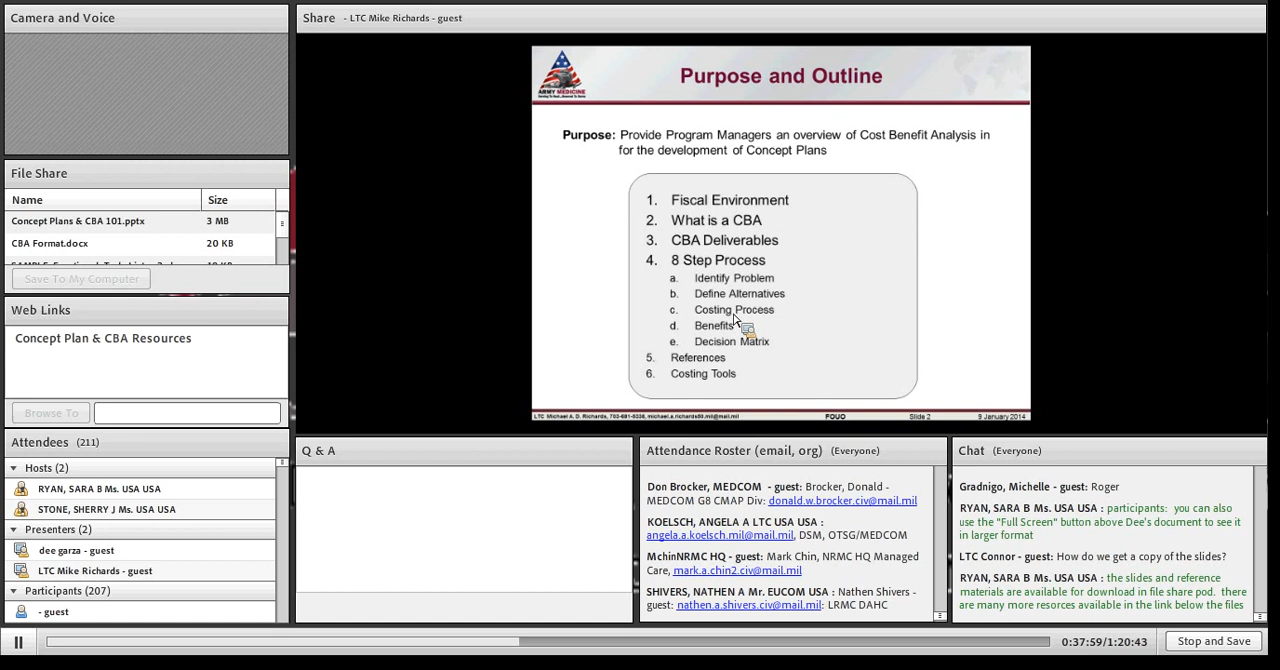 Camera and Voice
Share - LTC Mike Richards - guest
ARMY MEDICINE
Purpose and Outline
Purpose: Provide Program Managers an overview of Cost Benefit Analysis in
for the development of Concept Plans
1. Fiscal Environment
2. What is a CBA
3. CBA Deliverables
4. 8 Step Process
a. Identify Problem
b. Define Alternatives
c. Costing Process
d. Benefits
e. Decision Matrix
5. References
6. Costing Tools
FOUO
Slide 2
9 January 2014
File Share
Name Size
Concept Plans & CBA 101.pptx 3 MB
CBA Format.docx 20 KB
Save To My Computer
Web Links
Concept Plan & CBA Resources
Browse To
Attendees (211)
Hosts (2)
RYAN, SARA B Ms. USA USA
STONE, SHERRY J Ms. USA USA
Presenters (2)
dee garza - guest
LTC Mike Richards - guest
Participants (207)
- guest
Q & A
Attendance Roster (email, org) (Everyone)
Don Brocker, MEDCOM - guest: Brocker, Donald -
MEDCOM G8 CMAP Div: donald.w.brocker.civ@mail.mil
KOELSCH, ANGELA A LTC USA USA :
angela.a.koelsch.mil@mail.mil, DSM, OTSG/MEDCOM
MchinNRMC HQ - guest: Mark Chin, NRMC HQ Managed
Care, mark.a.chin2.civ@mail.mil
SHIVERS, NATHEN A Mr. EUCOM USA : Nathen Shivers -
guest: nathen.a.shivers.civ@mail.mil: LRMC DAHC
Chat (Everyone)
Gradnigo, Michelle - guest: Roger
RYAN, SARA B Ms. USA USA : participants: you can also
use the "Full Screen" button above Dee's document to see it
in larger format
LTC Connor - guest: How do we get a copy of the slides?
RYAN, SARA B Ms. USA USA : the slides and reference
materials are available for download in file share pod. there
are many more resorces available in the link below the files
0:37:59/1:20:43
Stop and Save